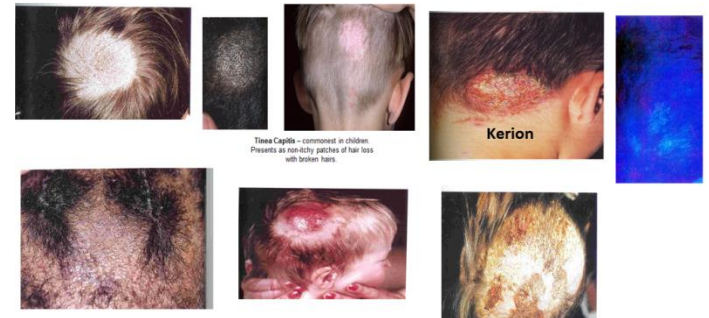 Tinea Capitis – commonest in children.
Presents as non-itchy patches of hair loss
with broken hairs.
Kerion